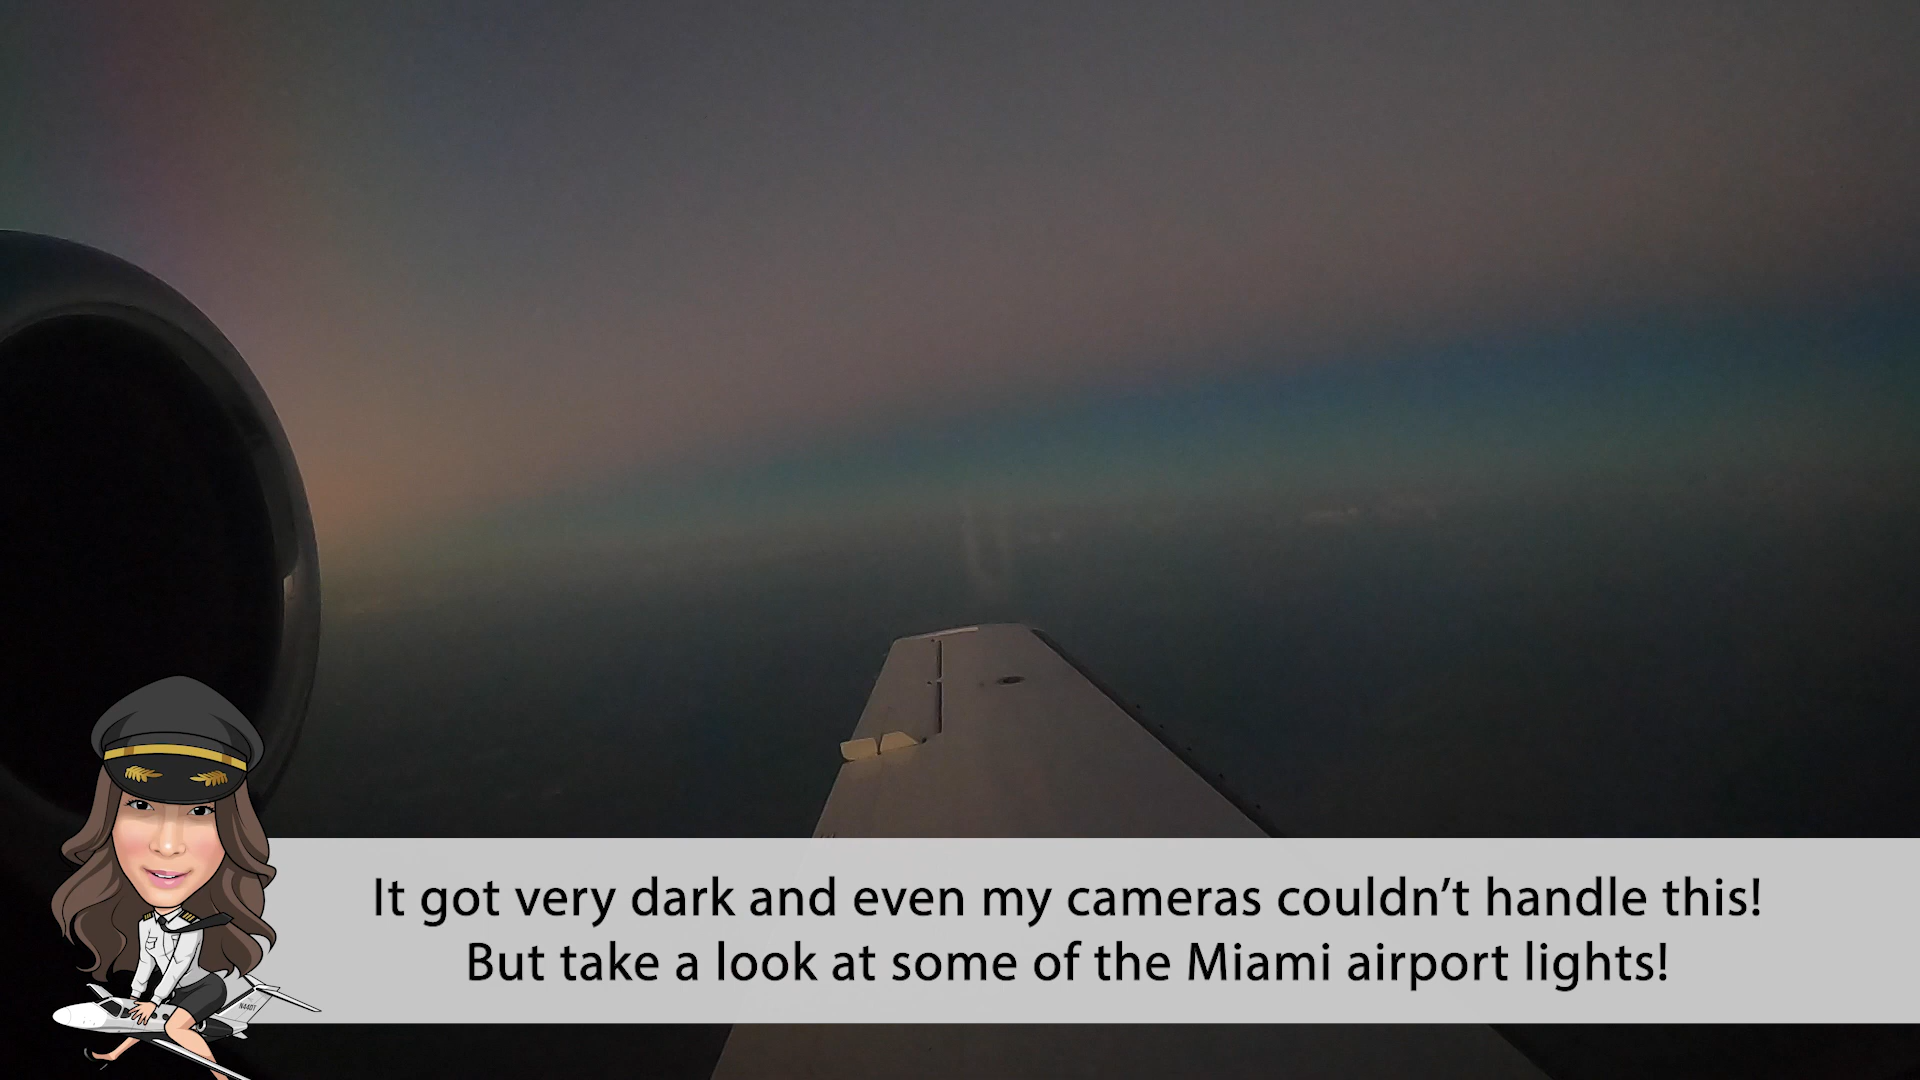 It got very dark and even my cameras couldn’t handle this!
But take a look at some of the Miami airport lights!